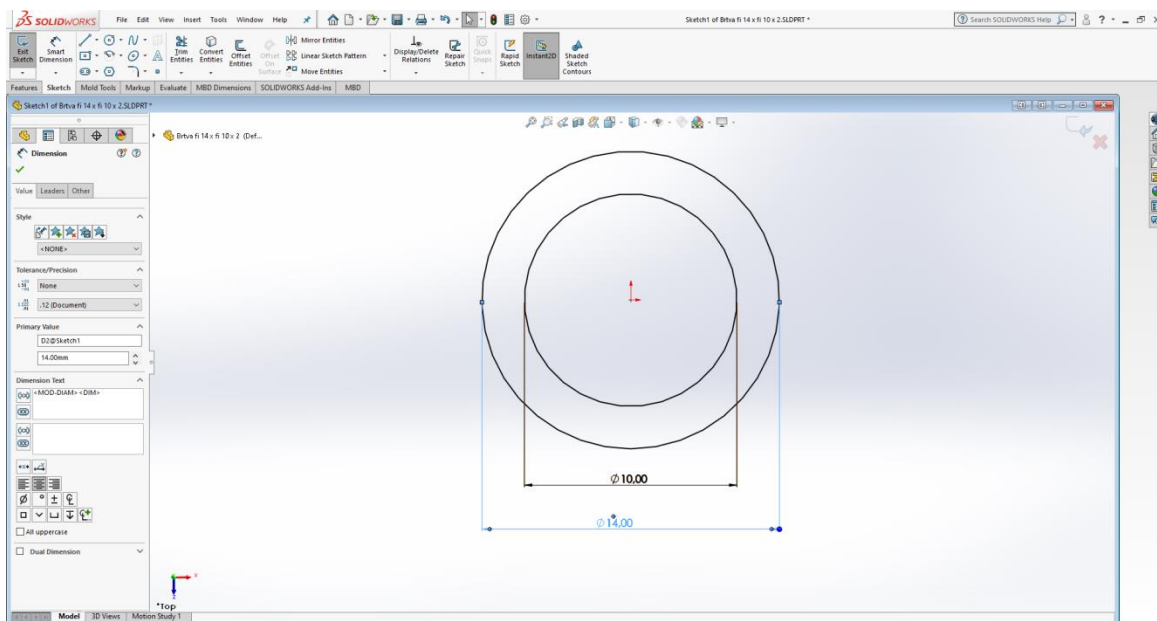 SOLIDWORKS File Edit View Insert Tools Window Help Sketch1 of Brtva fi 14 x fi 10 x 2.SLDPRT * Search SOLIDWORKS Help
Exit Sketch
Smart Dimension
Trim Entities
Convert Entities
Offset Entities
Offset On Surface
Mirror Entities
Linear Sketch Pattern
Move Entities
Display/Delete Relations
Repair Sketch
Quick Snaps
Rapid Sketch
Instant2D
Shaded Sketch Contours
Features Sketch Mold Tools Markup Evaluate MBD Dimensions SOLIDWORKS Add-Ins MBD
Sketch1 of Brtva fi 14 x fi 10 x 2.SLDPRT *
Brtva fi 14 x fi 10 x 2 (Def...
Dimension
Value Leaders Other
Style
<NONE>
Tolerance/Precision
None
.12 (Document)
Primary Value
D2@Sketch1
14.00mm
Dimension Text
<MOD-DIAM><DIM>
All uppercase
Dual Dimension
∅10,00
∅14,00
*Top
Model 3D Views Motion Study 1